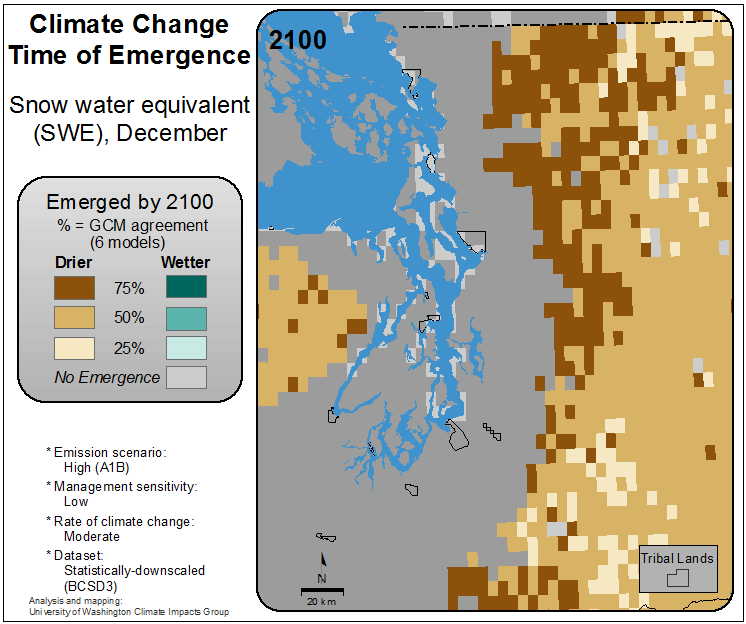 Climate Change
Time of Emergence
Snow water equivalent
(SWE), December
Emerged by 2100
% = GCM agreement
(6 models)
Drier Wetter
75%
50%
25%
No Emergence
* Emission scenario:
High (A1B)
* Management sensitivity:
Low
* Rate of climate change:
Moderate
* Dataset:
Statistically-downscaled
(BCSD3)
Analysis and mapping:
University of Washington Climate Impacts Group
2100
N
20 km
Tribal Lands